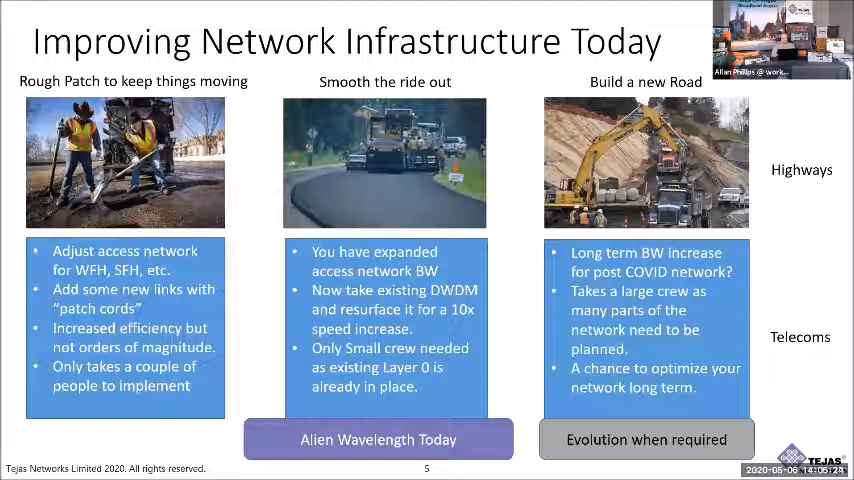 Improving Network Infrastructure Today
TEJAS
Allan Phillips @ work...
Rough Patch to keep things moving
Smooth the ride out
Build a new Road
Highways
• Adjust access network
for WFH, SFH, etc.
• Add some new links with
“patch cords”
• Increased efficiency but
not orders of magnitude.
• Only takes a couple of
people to implement
• You have expanded
access network BW
• Now take existing DWDM
and resurface it for a 10x
speed increase.
• Only Small crew needed
as existing Layer 0 is
already in place.
• Long term BW increase
for post COVID network?
• Takes a large crew as
many parts of the
network need to be
planned.
• A chance to optimize your
network long term.
Telecoms
Alien Wavelength Today
Evolution when required
Tejas Networks Limited 2020. All rights reserved.
5
TEJAS
2020-05-06 14:05:24